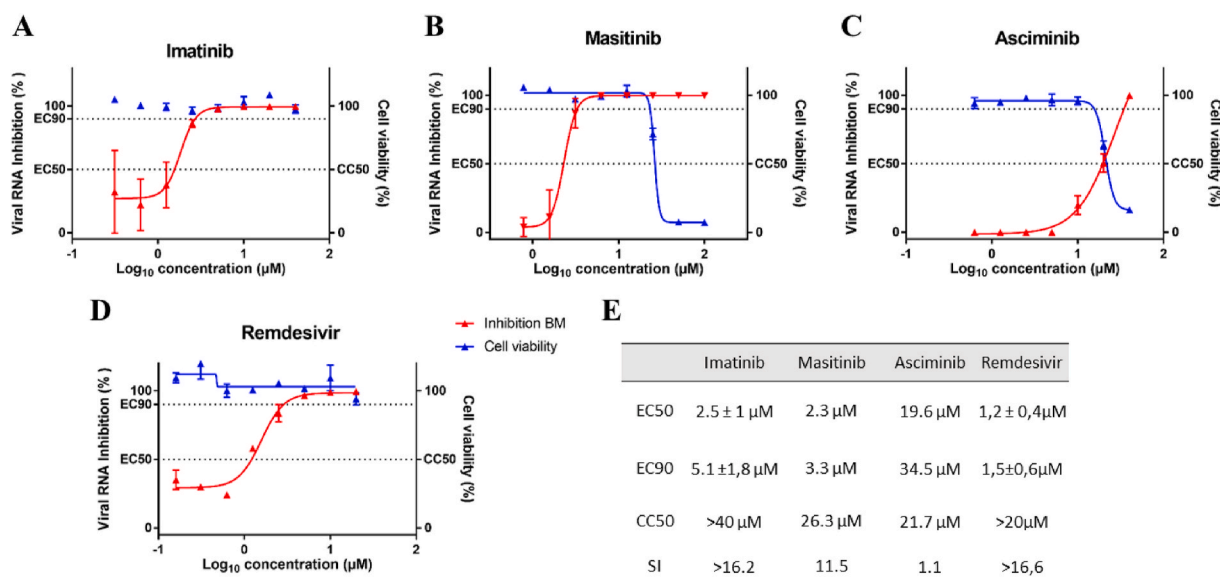 A
Imatinib
Viral RNA Inhibition (%)
100
EC90
EC50
0
100
CC50
0
Cell viability (%)
-1 0 1 2
Log10 concentration (µM)
B
Masitinib
Viral RNA Inhibition (%)
100
EC90
EC50
0
100
CC50
0
Cell viability (%)
0 1 2
Log10 concentration (µM)
C
Asciminib
Viral RNA Inhibition (%)
100
EC90
EC50
0
100
CC50
0
Cell viability (%)
-1 0 1 2
Log10 concentration (µM)
D
Remdesivir
Viral RNA Inhibition (%)
100
EC90
EC50
0
100
CC50
0
Cell viability (%)
-1 0 1 2
Log10 concentration (µM)
Inhibition BM
Cell viability
E
Imatinib Masitinib Asciminib Remdesivir
EC50 2.5 ± 1 µM 2.3 µM 19.6 µM 1,2 ± 0,4µM
EC90 5.1 ±1,8 µM 3.3 µM 34.5 µM 1,5±0,6µM
CC50 >40 µM 26.3 µM 21.7 µM >20µM
SI >16.2 11.5 1.1 >16,6